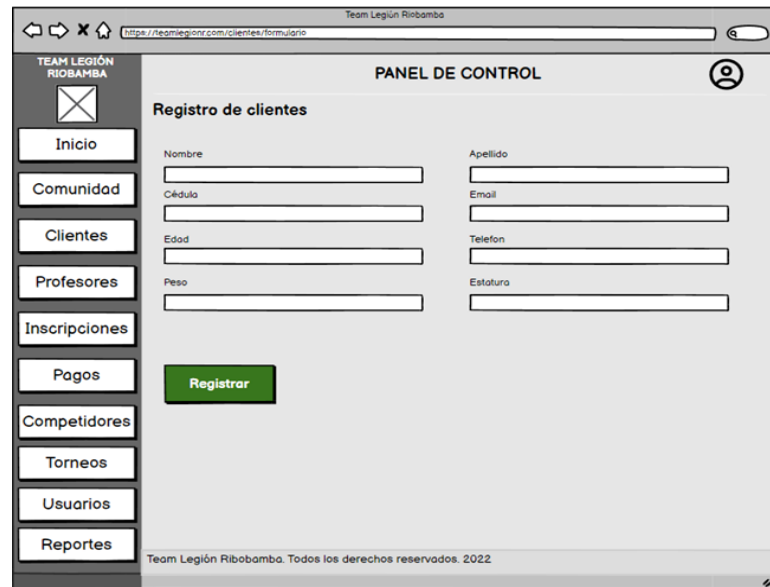 Team Legiün Riobamba
https://teamlegionr.com/clientes/formulario
TEAM LEGIÓN
RIOBAMBA
PANEL DE CONTROL
Registro de clientes
Inicio
Comunidad
Clientes
Profesores
Inscripciones
Pagos
Competidores
Torneos
Usuarios
Reportes
Nombre
Apellido
Cédula
Email
Edad
Telefon
Peso
Estatura
Registrar
Team Legión Ribobamba. Todos los derechos reservados. 2022